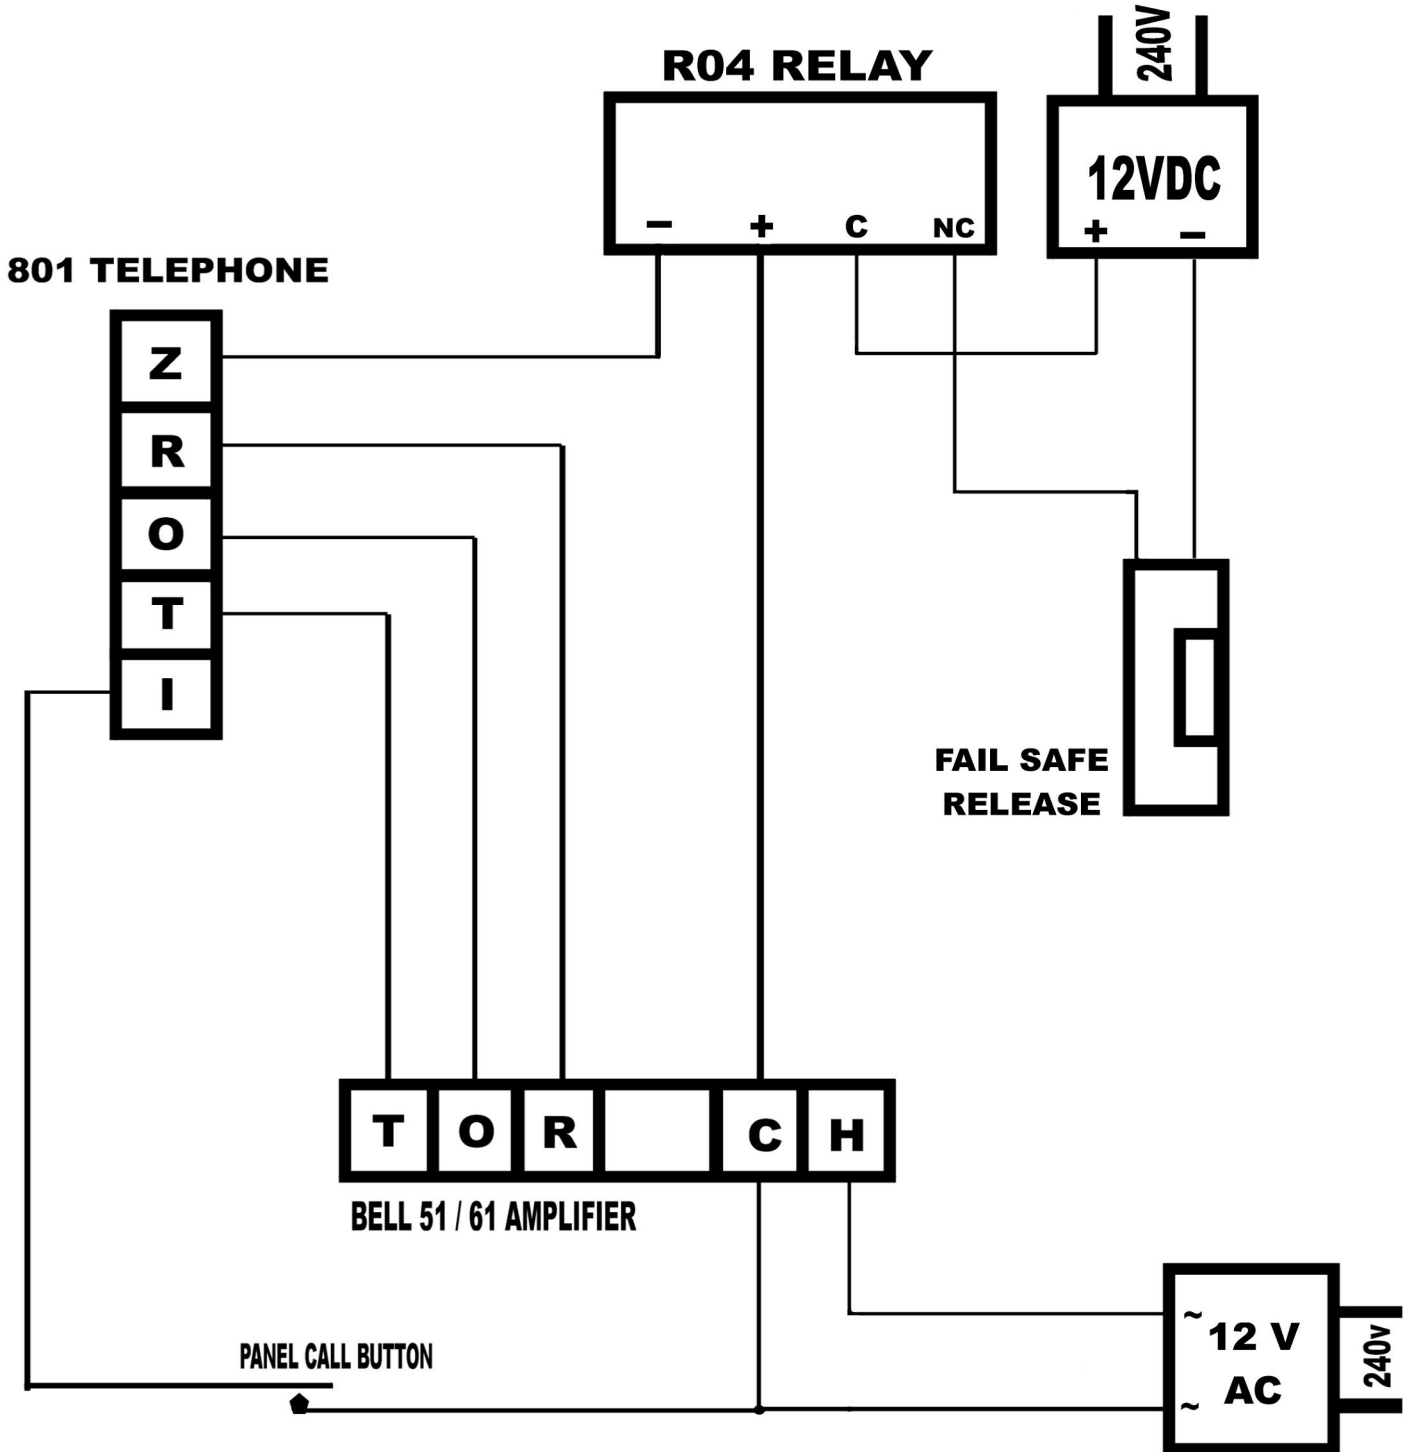 240V
R04 RELAY
12VDC
− + C NC
+ −
801 TELEPHONE
Z
R
O
T
I
FAIL SAFE
RELEASE
T O R C H
BELL 51 / 61 AMPLIFIER
~ 12 V
~ AC
240v
PANEL CALL BUTTON